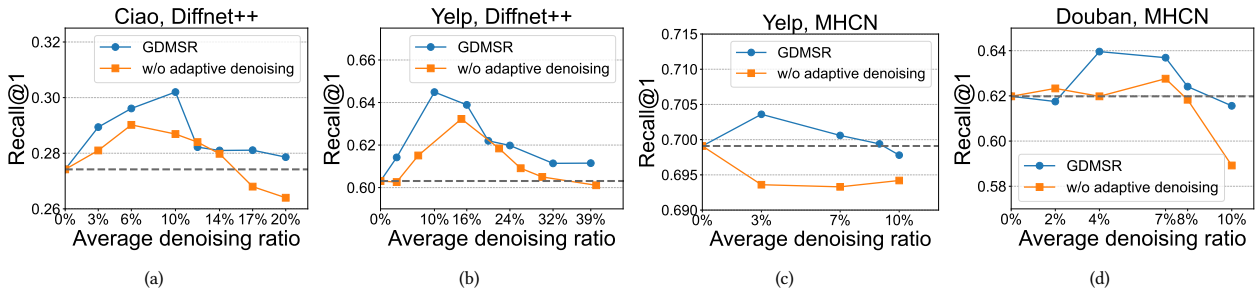 Ciao, Diffnet++
Recall@1
0.32
0.30
0.28
0.26
GDMSR
w/o adaptive denoising
0% 3% 6% 10% 14% 17% 20%
Average denoising ratio
(a)
Yelp, Diffnet++
Recall@1
0.66
0.64
0.62
0.60
GDMSR
w/o adaptive denoising
0% 10% 16% 24% 32% 39%
Average denoising ratio
(b)
Yelp, MHCN
Recall@1
0.715
0.710
0.705
0.700
0.695
0.690
GDMSR
w/o adaptive denoising
0% 3% 7% 10%
Average denoising ratio
(c)
Douban, MHCN
Recall@1
0.64
0.62
0.60
0.58
GDMSR
w/o adaptive denoising
0% 2% 4% 7% 8% 10%
Average denoising ratio
(d)